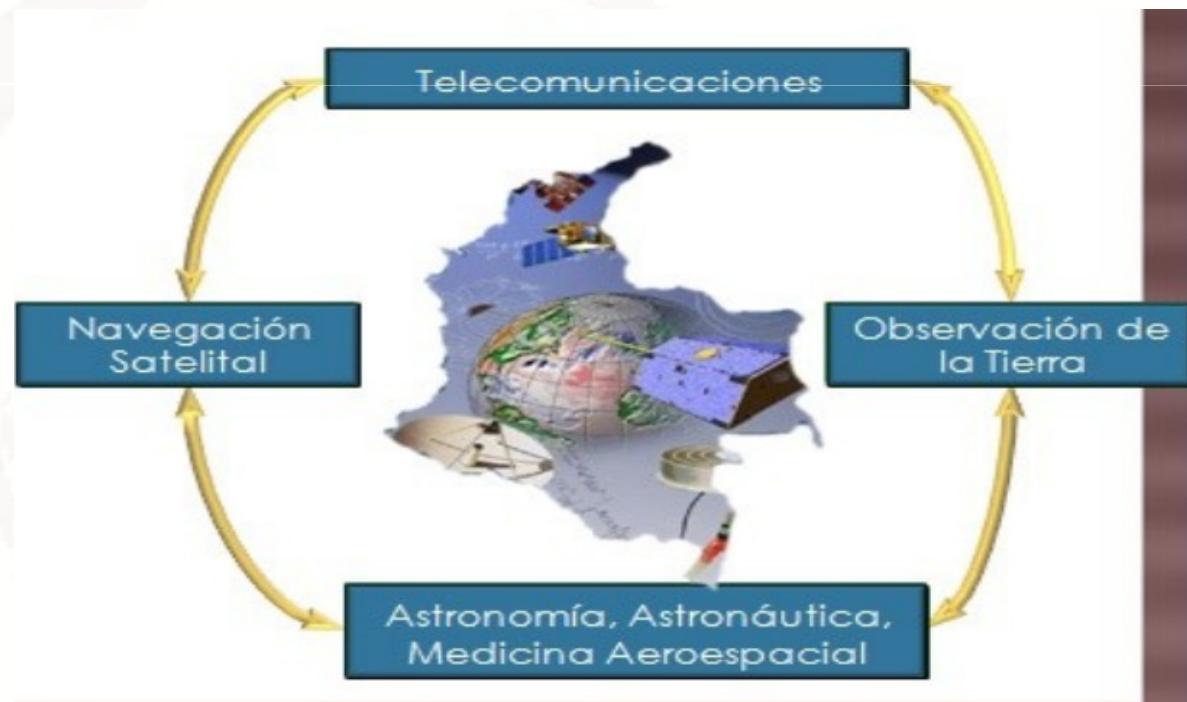 Telecomunicaciones
Navegación
Satelital
Observación de
la Tierra
Astronomía, Astronáutica,
Medicina Aeroespacial